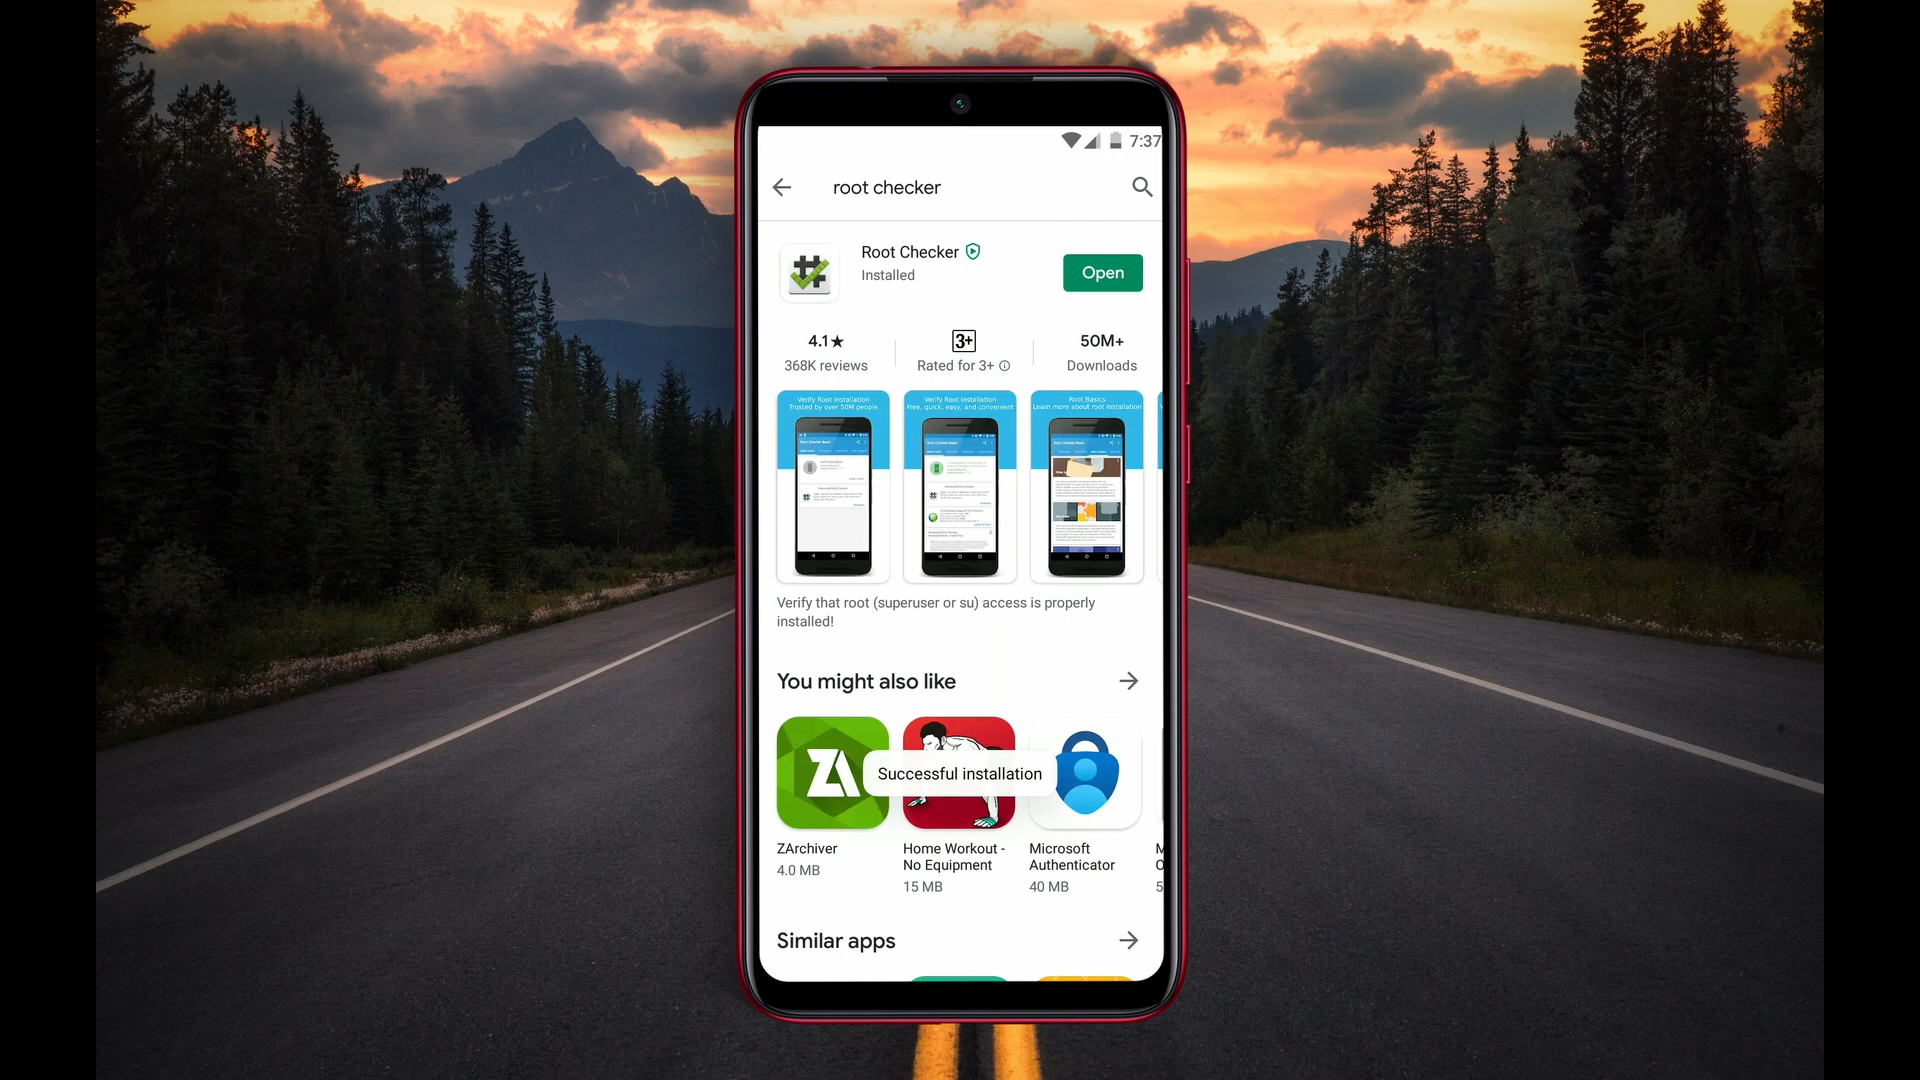 7:37
root checker
Root Checker
Installed
Open
4.1★
368K reviews
3+
Rated for 3+
50M+
Downloads
Verify Root Installation
Trusted by over 50M people
Verify Root Installation
Free, quick, easy, and convenient
Root Basics
Learn more about root installation
Verify that root (superuser or su) access is properly
installed!
You might also like
ZA
Successful installation
ZArchiver
4.0 MB
Home Workout -
No Equipment
15 MB
Microsoft
Authenticator
40 MB
Similar apps